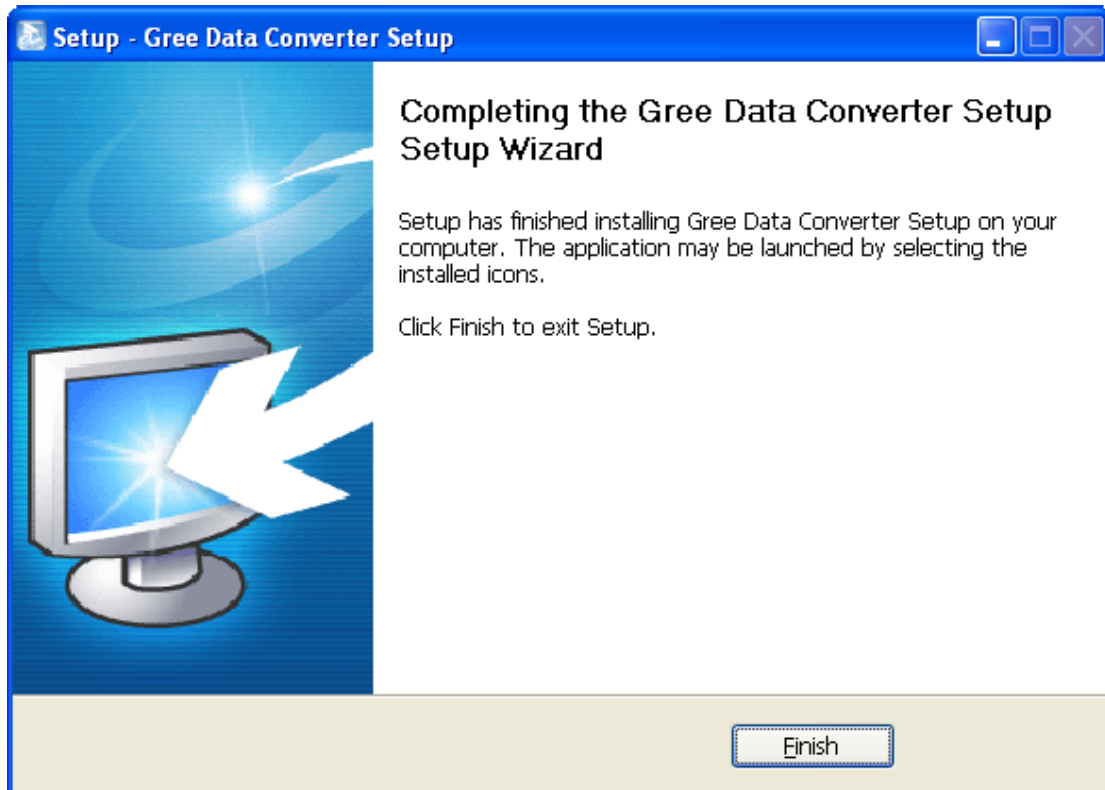 Setup - Gree Data Converter Setup
Completing the Gree Data Converter Setup
Setup Wizard
Setup has finished installing Gree Data Converter Setup on your
computer. The application may be launched by selecting the
installed icons.
Click Finish to exit Setup.
Finish